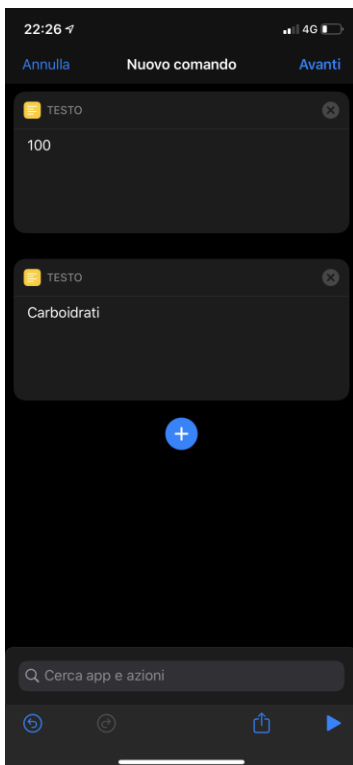 22:26
4G
Annulla Nuovo comando Avanti
TESTO
100
TESTO
Carboidrati
Cerca app e azioni